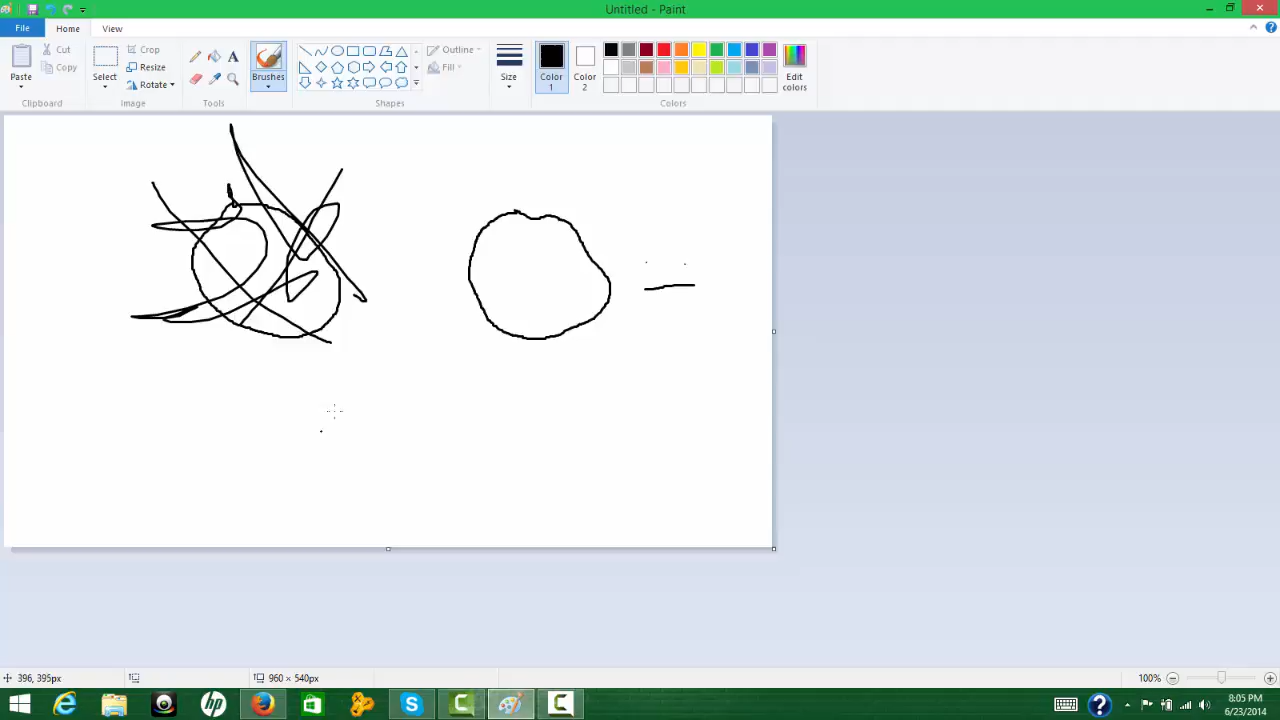 Untitled - Paint
File Home View
Paste Cut Copy Select Crop Resize Rotate A Brushes Outline Fill Size Color 1 Color 2 Edit colors
Clipboard Image Tools Shapes Colors
396, 395px 960 × 540px 100%
hp S C C 8:05 PM
6/23/2014